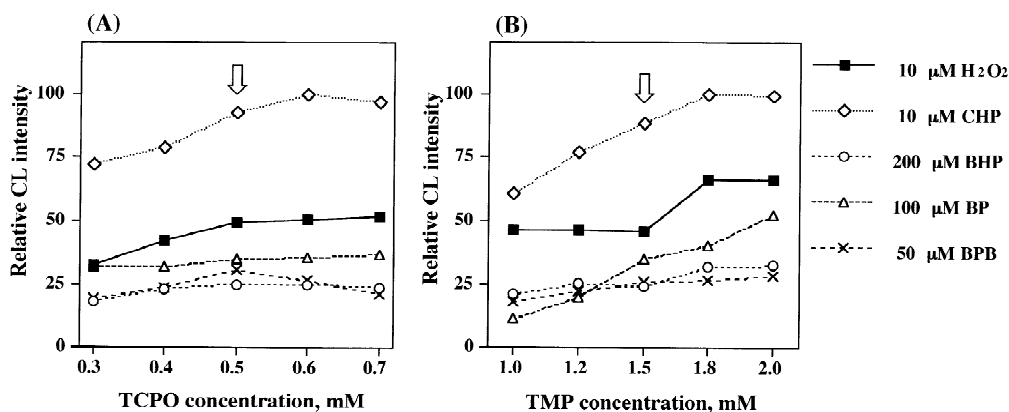 (A)
(B)
Relative CL intensity
100
75
50
25
0
0.3 0.4 0.5 0.6 0.7
TCPO concentration, mM
Relative CL intensity
100
75
50
25
0
1.0 1.2 1.5 1.8 2.0
TMP concentration, mM
10 µM H2O2
10 µM CHP
200 µM BHP
100 µM BP
50 µM BPB